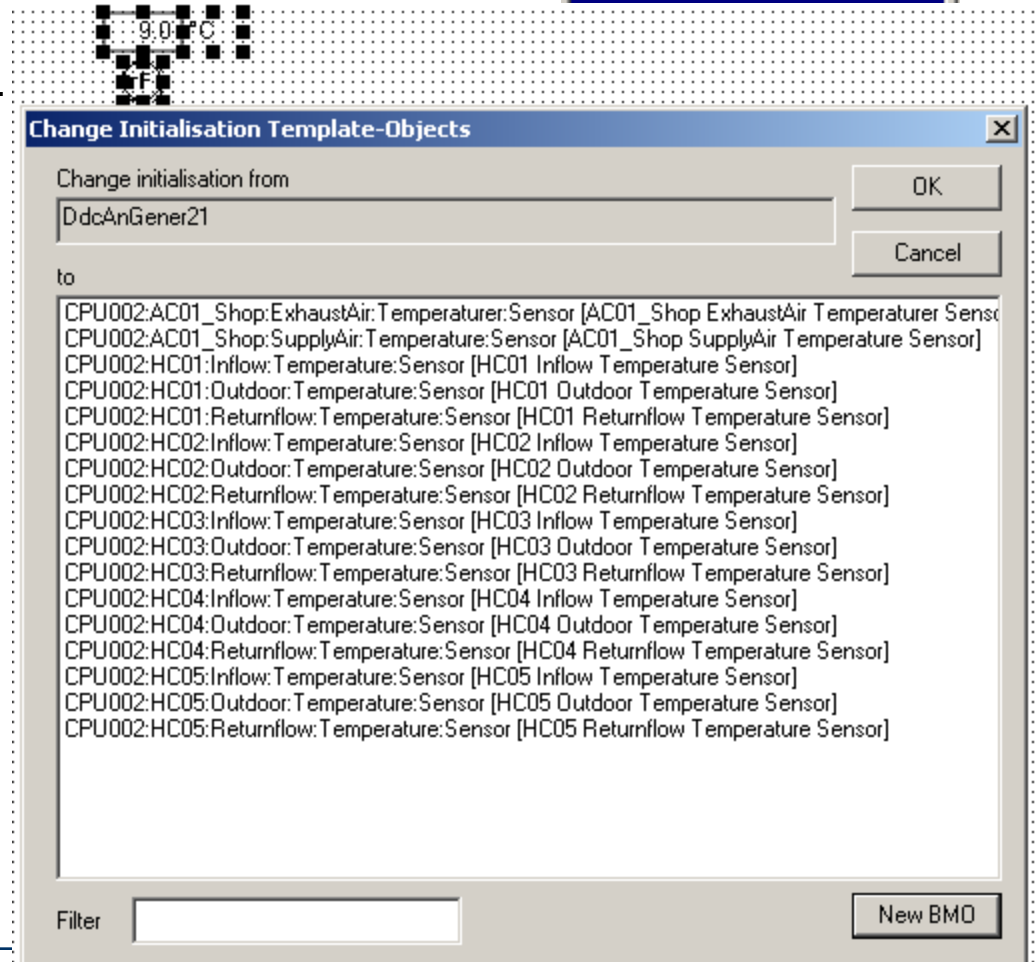 9.0 °C
Change Initialisation Template-Objects
Change initialisation from
OK
DdcAnGener21
Cancel
to
CPU002:AC01_Shop:ExhaustAir:Temperaturer:Sensor [AC01_Shop ExhaustAir Temperaturer
CPU002:AC01_Shop:SupplyAir:Temperature:Sensor [AC01_Shop SupplyAir Temperature Sensor]
CPU002:HC01:Inflow:Temperature:Sensor [HC01 Inflow Temperature Sensor]
CPU002:HC01:Outdoor:Temperature:Sensor [HC01 Outdoor Temperature Sensor]
CPU002:HC01:Returnflow:Temperature:Sensor [HC01 Returnflow Temperature Sensor]
CPU002:HC02:Inflow:Temperature:Sensor [HC02 Inflow Temperature Sensor]
CPU002:HC02:Outdoor:Temperature:Sensor [HC02 Outdoor Temperature Sensor]
CPU002:HC02:Returnflow:Temperature:Sensor [HC02 Returnflow Temperature Sensor]
CPU002:HC03:Inflow:Temperature:Sensor [HC03 Inflow Temperature Sensor]
CPU002:HC03:Outdoor:Temperature:Sensor [HC03 Outdoor Temperature Sensor]
CPU002:HC03:Returnflow:Temperature:Sensor [HC03 Returnflow Temperature Sensor]
CPU002:HC04:Inflow:Temperature:Sensor [HC04 Inflow Temperature Sensor]
CPU002:HC04:Outdoor:Temperature:Sensor [HC04 Outdoor Temperature Sensor]
CPU002:HC04:Returnflow:Temperature:Sensor [HC04 Returnflow Temperature Sensor]
CPU002:HC05:Inflow:Temperature:Sensor [HC05 Inflow Temperature Sensor]
CPU002:HC05:Outdoor:Temperature:Sensor [HC05 Outdoor Temperature Sensor]
CPU002:HC05:Returnflow:Temperature:Sensor [HC05 Returnflow Temperature Sensor]
Filter
New BMO